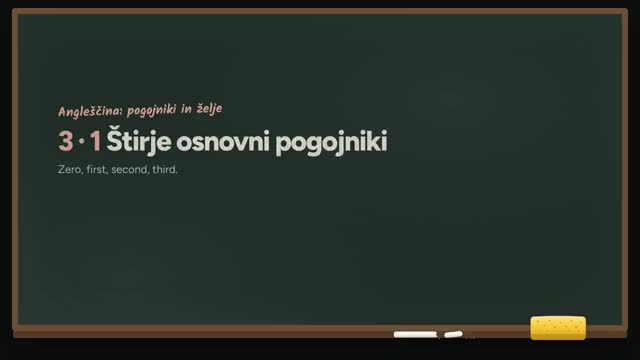 Angleščina: pogojniki in želje
3·1 Štirje osnovni pogojniki
Zero, first, second, third.